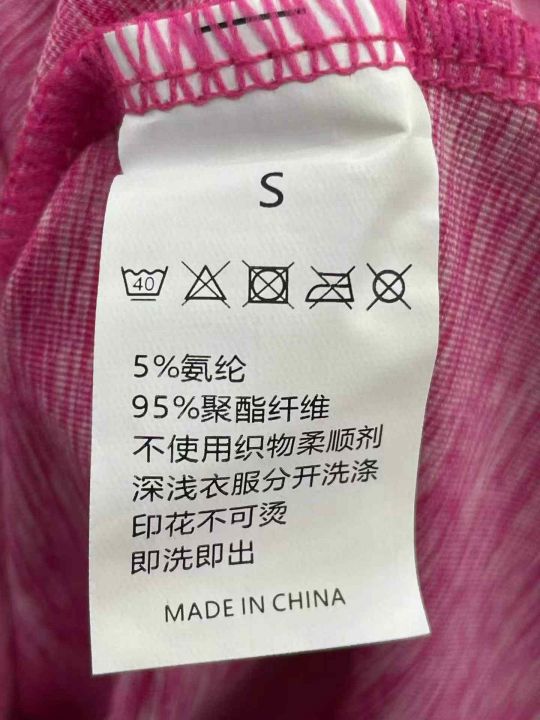 S
40
5%氨纶
95%聚酯纤维
不使用织物柔顺剂
深浅衣服分开洗涤
印花不可烫
即洗即出
MADE IN CHINA